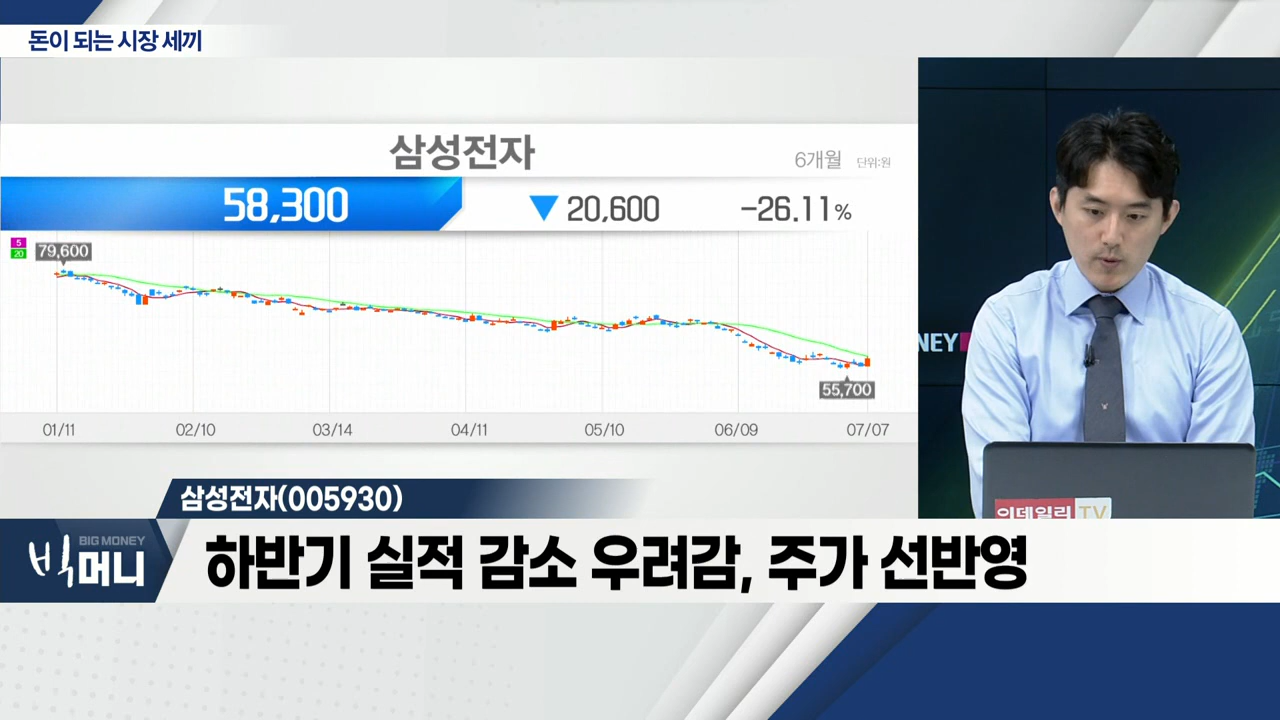 돈이 되는 시장 세끼
삼성전자
6개월 단위:원
58,300 ▼ 20,600 -26.11%
5
20
79,600
55,700
01/11 02/10 03/14 04/11 05/10 06/09 07/07
NEY
이데일리 TV
삼성전자(005930)
BIG MONEY
빅머니
하반기 실적 감소 우려감, 주가 선반영